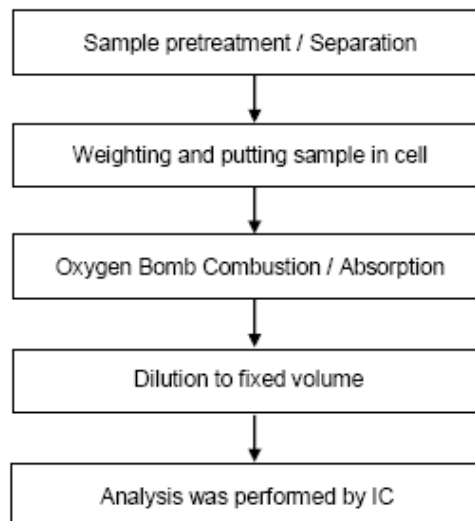 Sample pretreatment / Separation
Weighting and putting sample in cell
Oxygen Bomb Combustion / Absorption
Dilution to fixed volume
Analysis was performed by IC